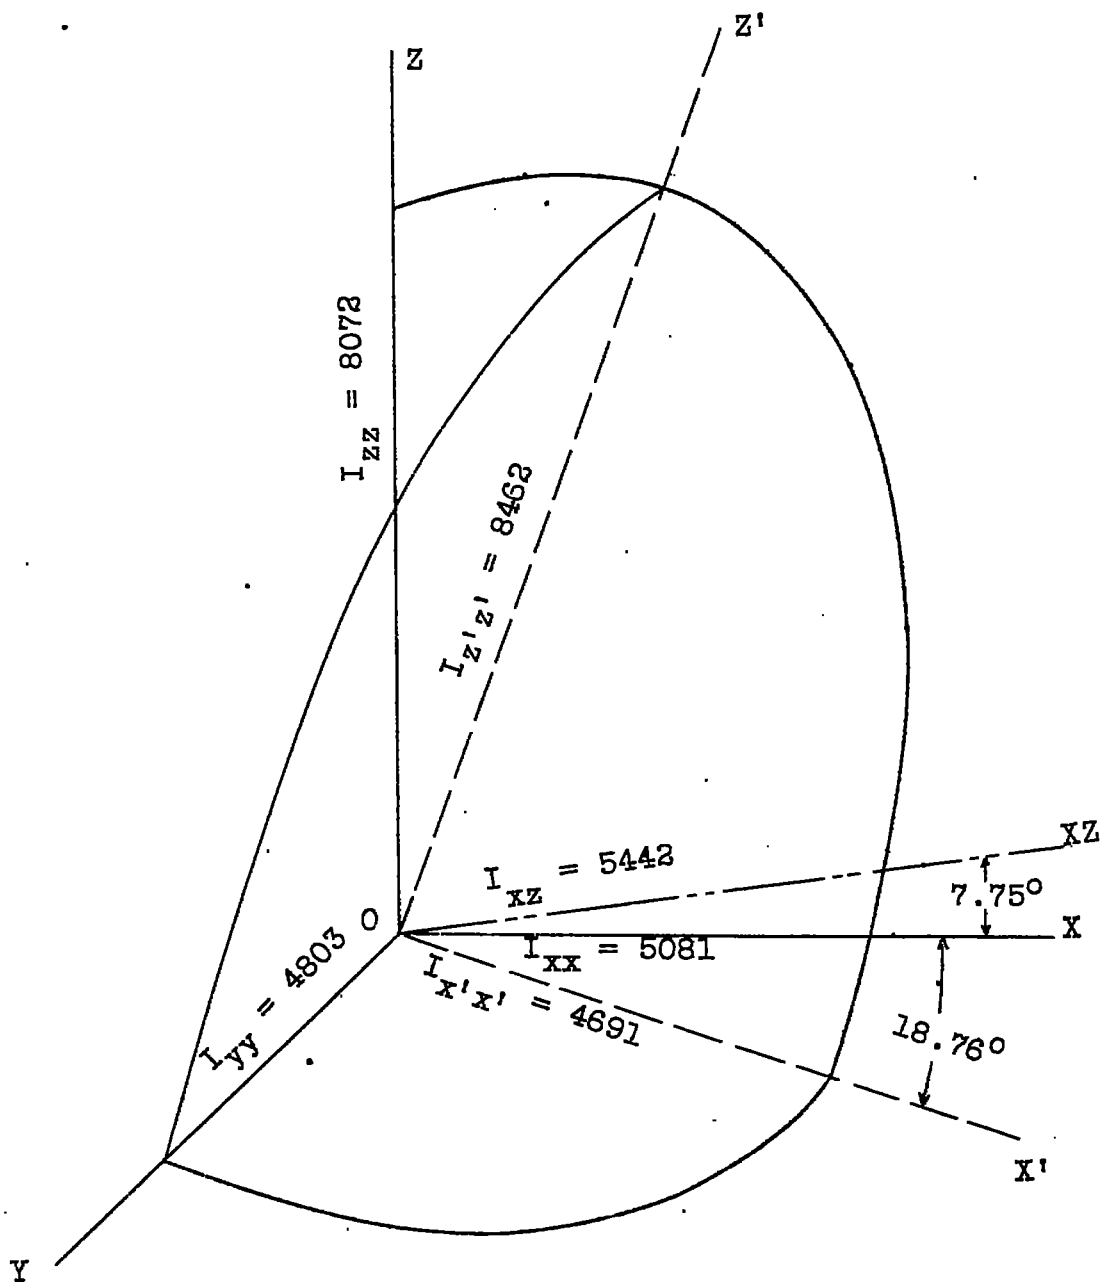 Z'
Z
I_zz = 8072
I_z'z' = 8462
XZ
I_xz = 5442
7.75°
O
X
I_xx = 5081
I_yy = 4803
I_x'x' = 4691
18.76°
X'
Y